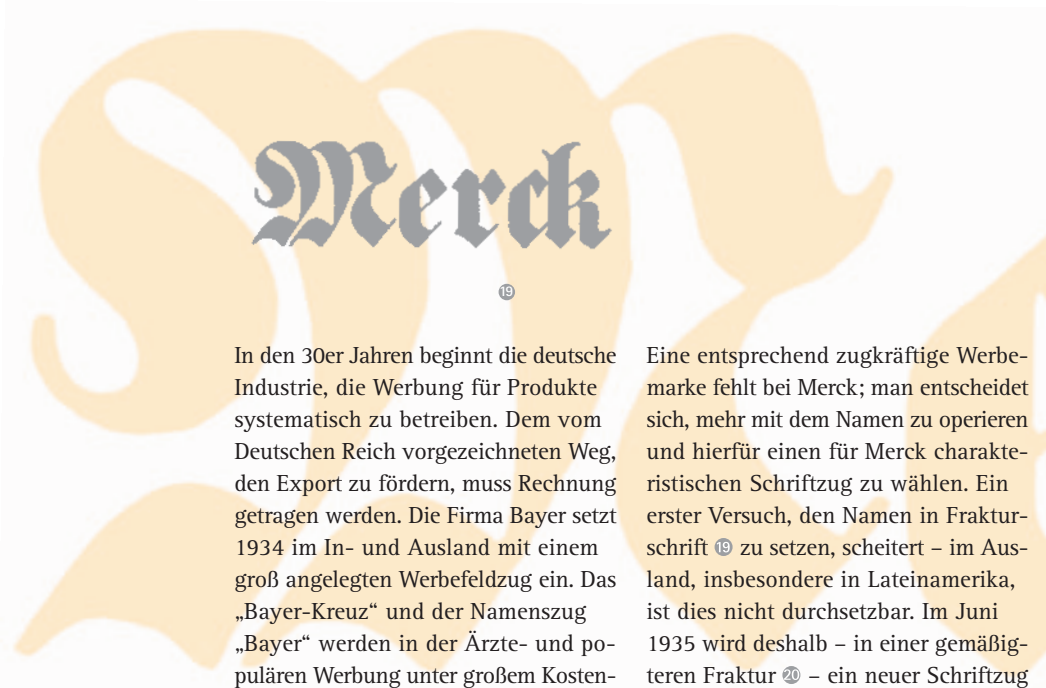 Merck
19
In den 30er Jahren beginnt die deutsche
Industrie, die Werbung für Produkte
systematisch zu betreiben. Dem vom
Deutschen Reich vorgezeichneten Weg,
den Export zu fördern, muss Rechnung
getragen werden. Die Firma Bayer setzt
1934 im In- und Ausland mit einem
groß angelegten Werbefeldzug ein. Das
„Bayer-Kreuz“ und der Namenszug
„Bayer“ werden in der Ärzte- und po-
pulären Werbung unter großem Kosten-
Eine entsprechend zugkräftige Werbe-
marke fehlt bei Merck; man entscheidet
sich, mehr mit dem Namen zu operieren
und hierfür einen für Merck charakte-
ristischen Schriftzug zu wählen. Ein
erster Versuch, den Namen in Fraktur-
schrift 19 zu setzen, scheitert – im Aus-
land, insbesondere in Lateinamerika,
ist dies nicht durchsetzbar. Im Juni
1935 wird deshalb – in einer gemäßig-
teren Fraktur 20 – ein neuer Schriftzug